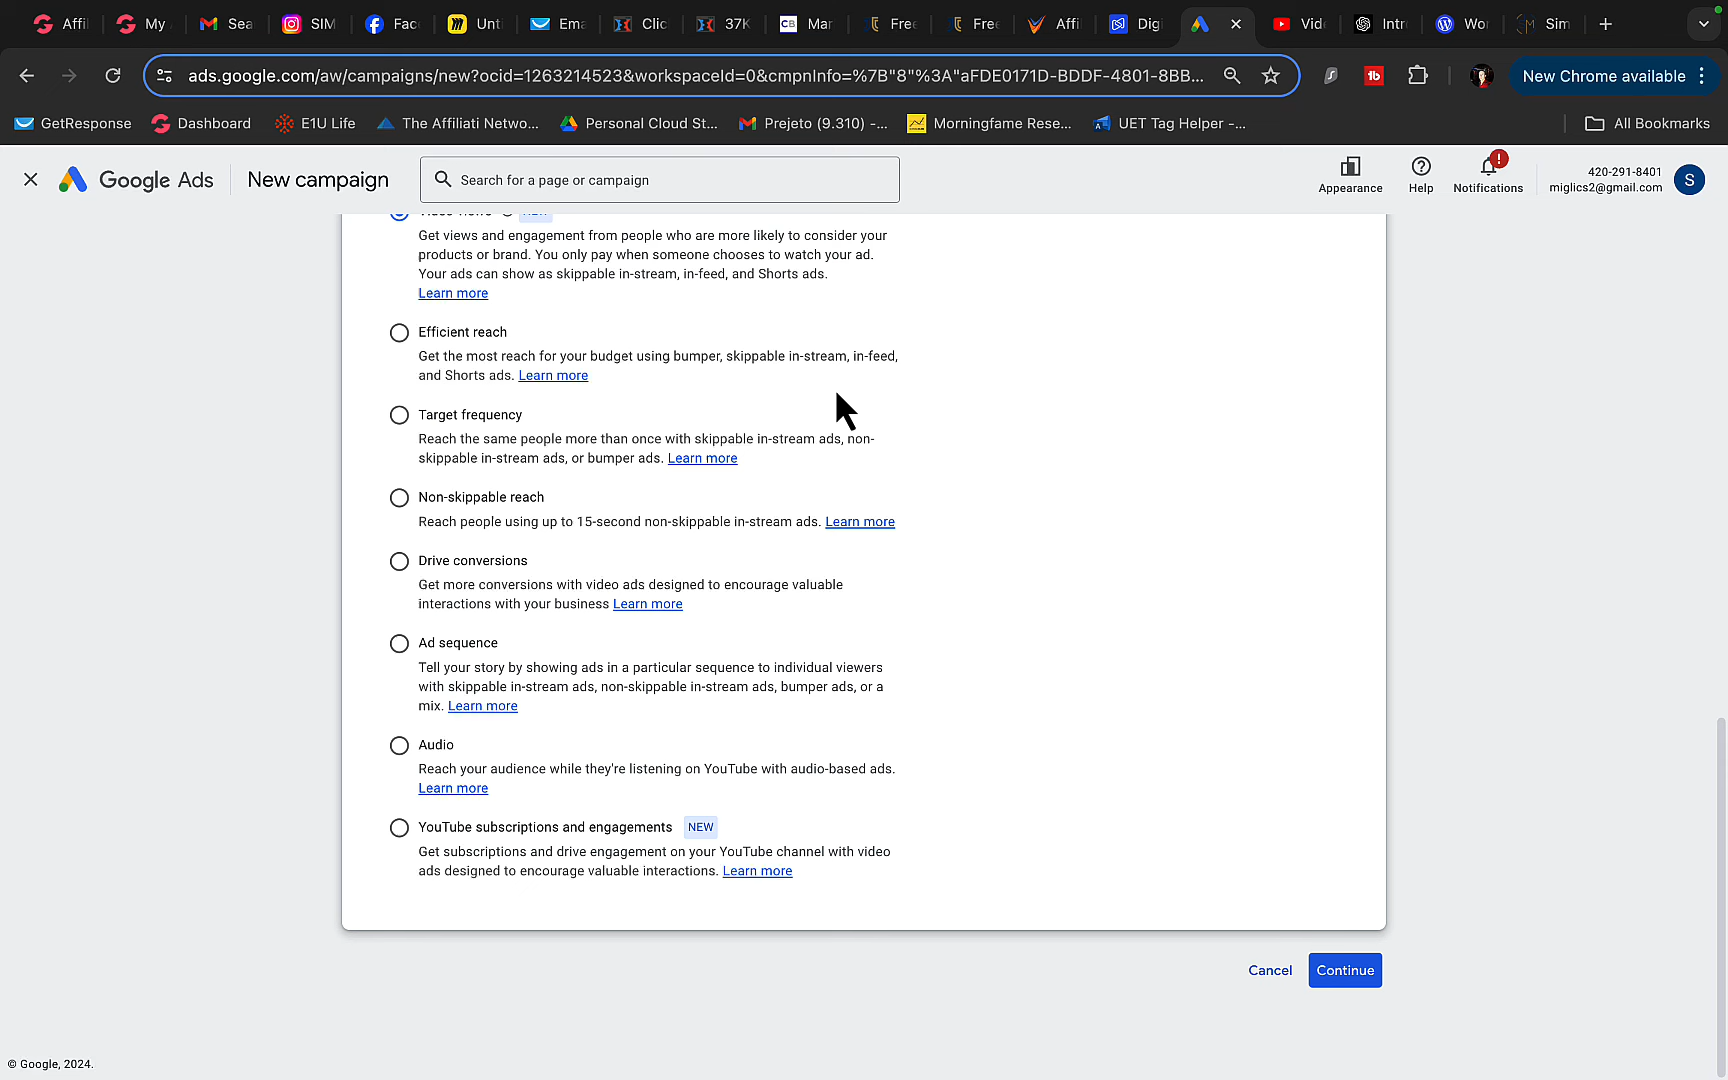 Affi
My
Sea
SIM
Fac
Unti
Ema
Clic
37K
CB
Mar
Free
Free
Affi
Digi
Vid
Intr
Wo
Sim
ads.google.com/aw/campaigns/new?ocid=1263214523&workspaceId=0&cmpnInfo=%7B"8"%3A"aFDE0171D-BDDF-4801-8BB...
New Chrome available
GetResponse
Dashboard
E1U Life
The Affiliati Netwo...
Personal Cloud St...
Prejeto (9.310) -...
Morningfame Rese...
UET Tag Helper -...
All Bookmarks
Google Ads
New campaign
Search for a page or campaign
Appearance
Help
Notifications
420-291-8401
miglics2@gmail.com
S
Get views and engagement from people who are more likely to consider your
products or brand. You only pay when someone chooses to watch your ad.
Your ads can show as skippable in-stream, in-feed, and Shorts ads.
Learn more
Efficient reach
Get the most reach for your budget using bumper, skippable in-stream, in-feed,
and Shorts ads. Learn more
Target frequency
Reach the same people more than once with skippable in-stream ads, non-
skippable in-stream ads, or bumper ads. Learn more
Non-skippable reach
Reach people using up to 15-second non-skippable in-stream ads. Learn more
Drive conversions
Get more conversions with video ads designed to encourage valuable
interactions with your business Learn more
Ad sequence
Tell your story by showing ads in a particular sequence to individual viewers
with skippable in-stream ads, non-skippable in-stream ads, bumper ads, or a
mix. Learn more
Audio
Reach your audience while they're listening on YouTube with audio-based ads.
Learn more
YouTube subscriptions and engagements NEW
Get subscriptions and drive engagement on your YouTube channel with video
ads designed to encourage valuable interactions. Learn more
Cancel
Continue
© Google, 2024.